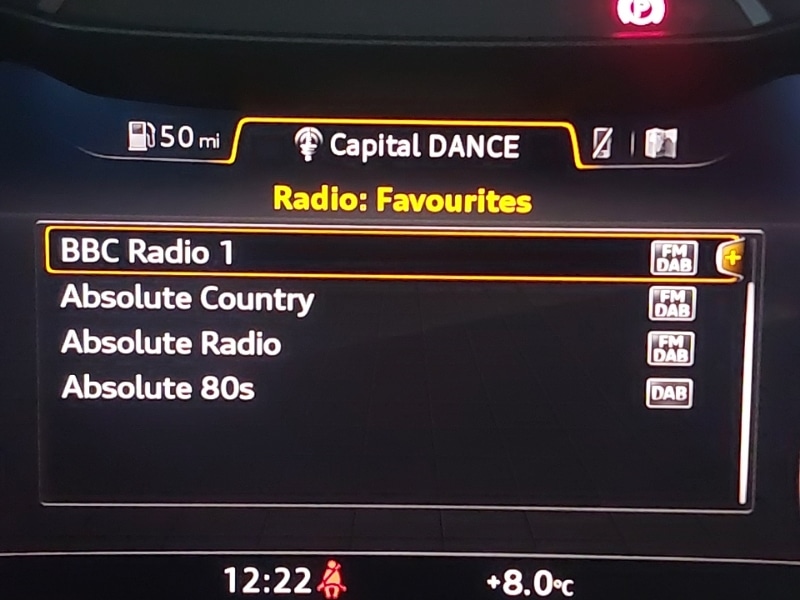 P
50 mi
Capital DANCE
Radio: Favourites
BBC Radio 1 FM DAB +
Absolute Country FM DAB
Absolute Radio FM DAB
Absolute 80s DAB
12:22 +8.0°C